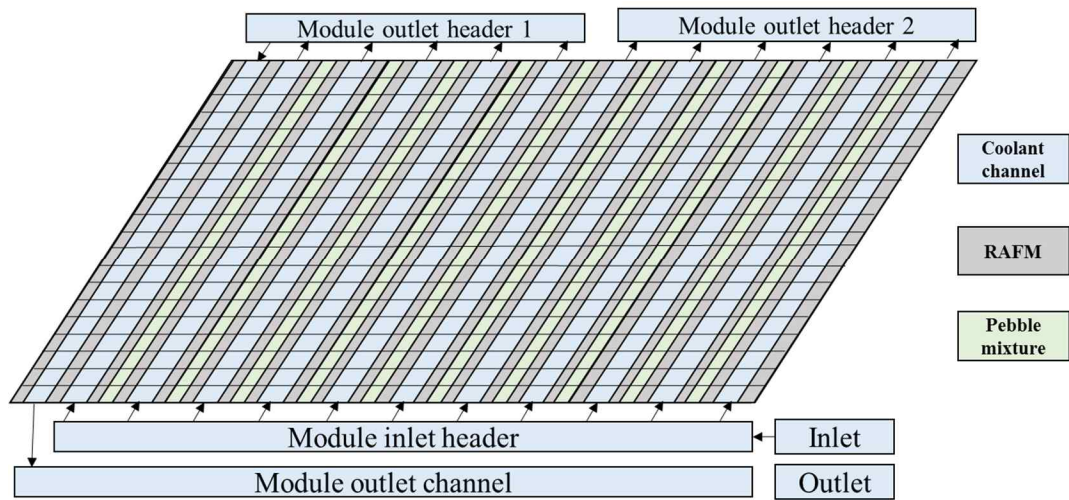 Module outlet header 1
Module outlet header 2
Coolant
channel
RAFM
Pebble
mixture
Module inlet header
Inlet
Module outlet channel
Outlet